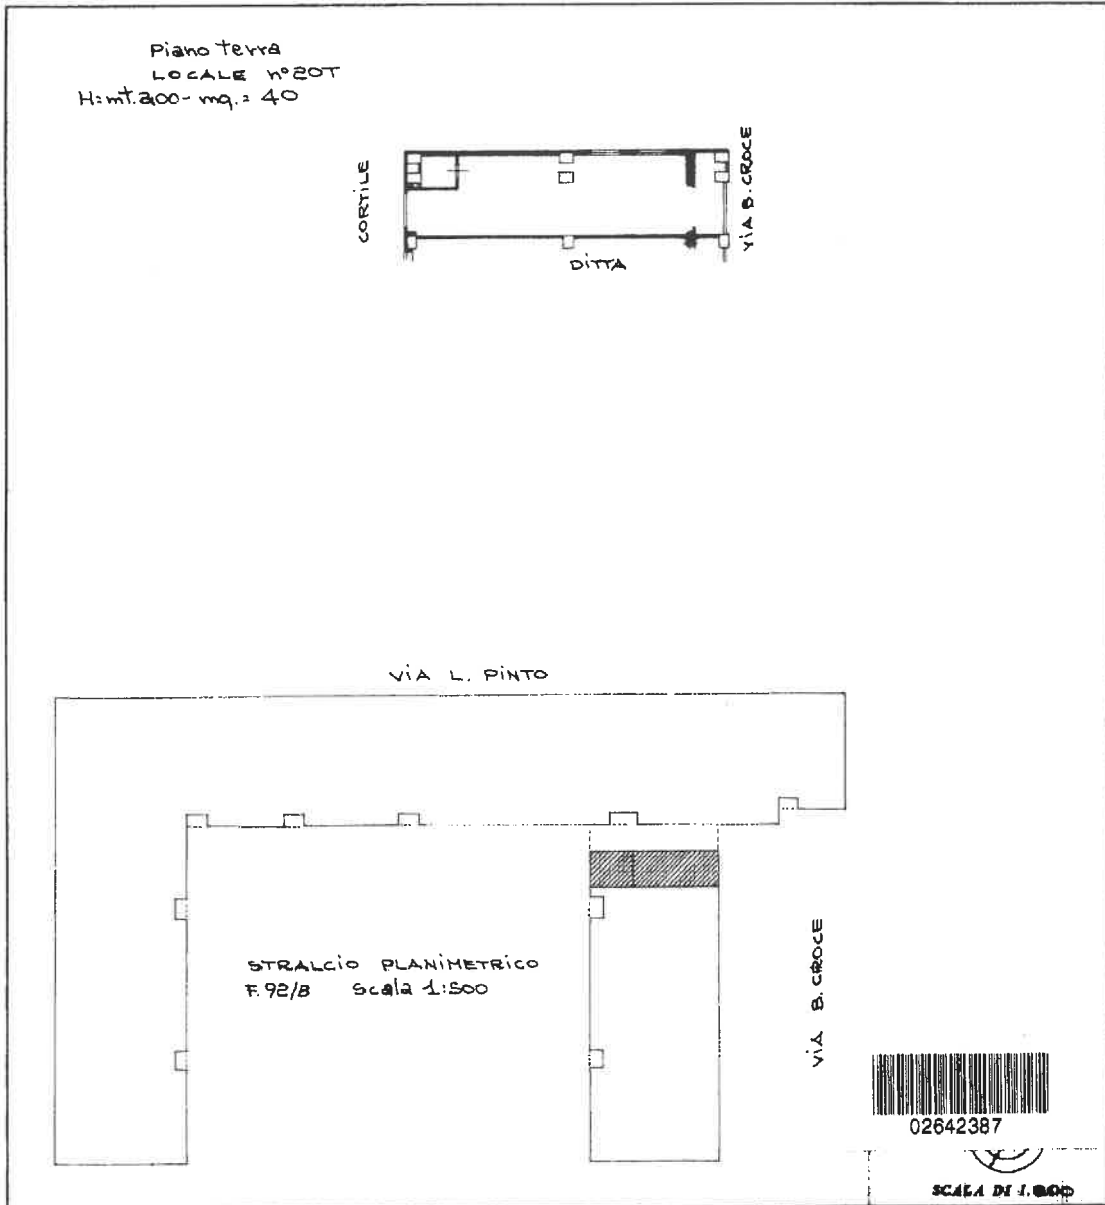 Piano terra
LOCALE n°20T
H=mt. 3,00 - mq. = 40
CORTILE
VIA B. CROCE
DITTA
VIA L. PINTO
STRALCIO PLANIMETRICO
F. 92/B Scala 1:500
VIA B. CROCE
02642387
SCALA DI 1: